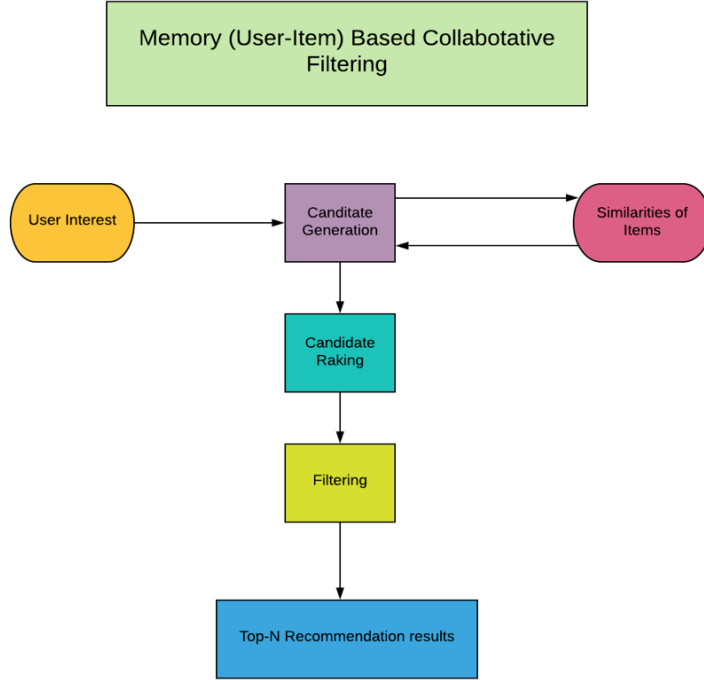 Memory (User-Item) Based Collabotative
Filtering
User Interest
Canditate
Generation
Similarities of
Items
Candidate
Raking
Filtering
Top-N Recommendation results